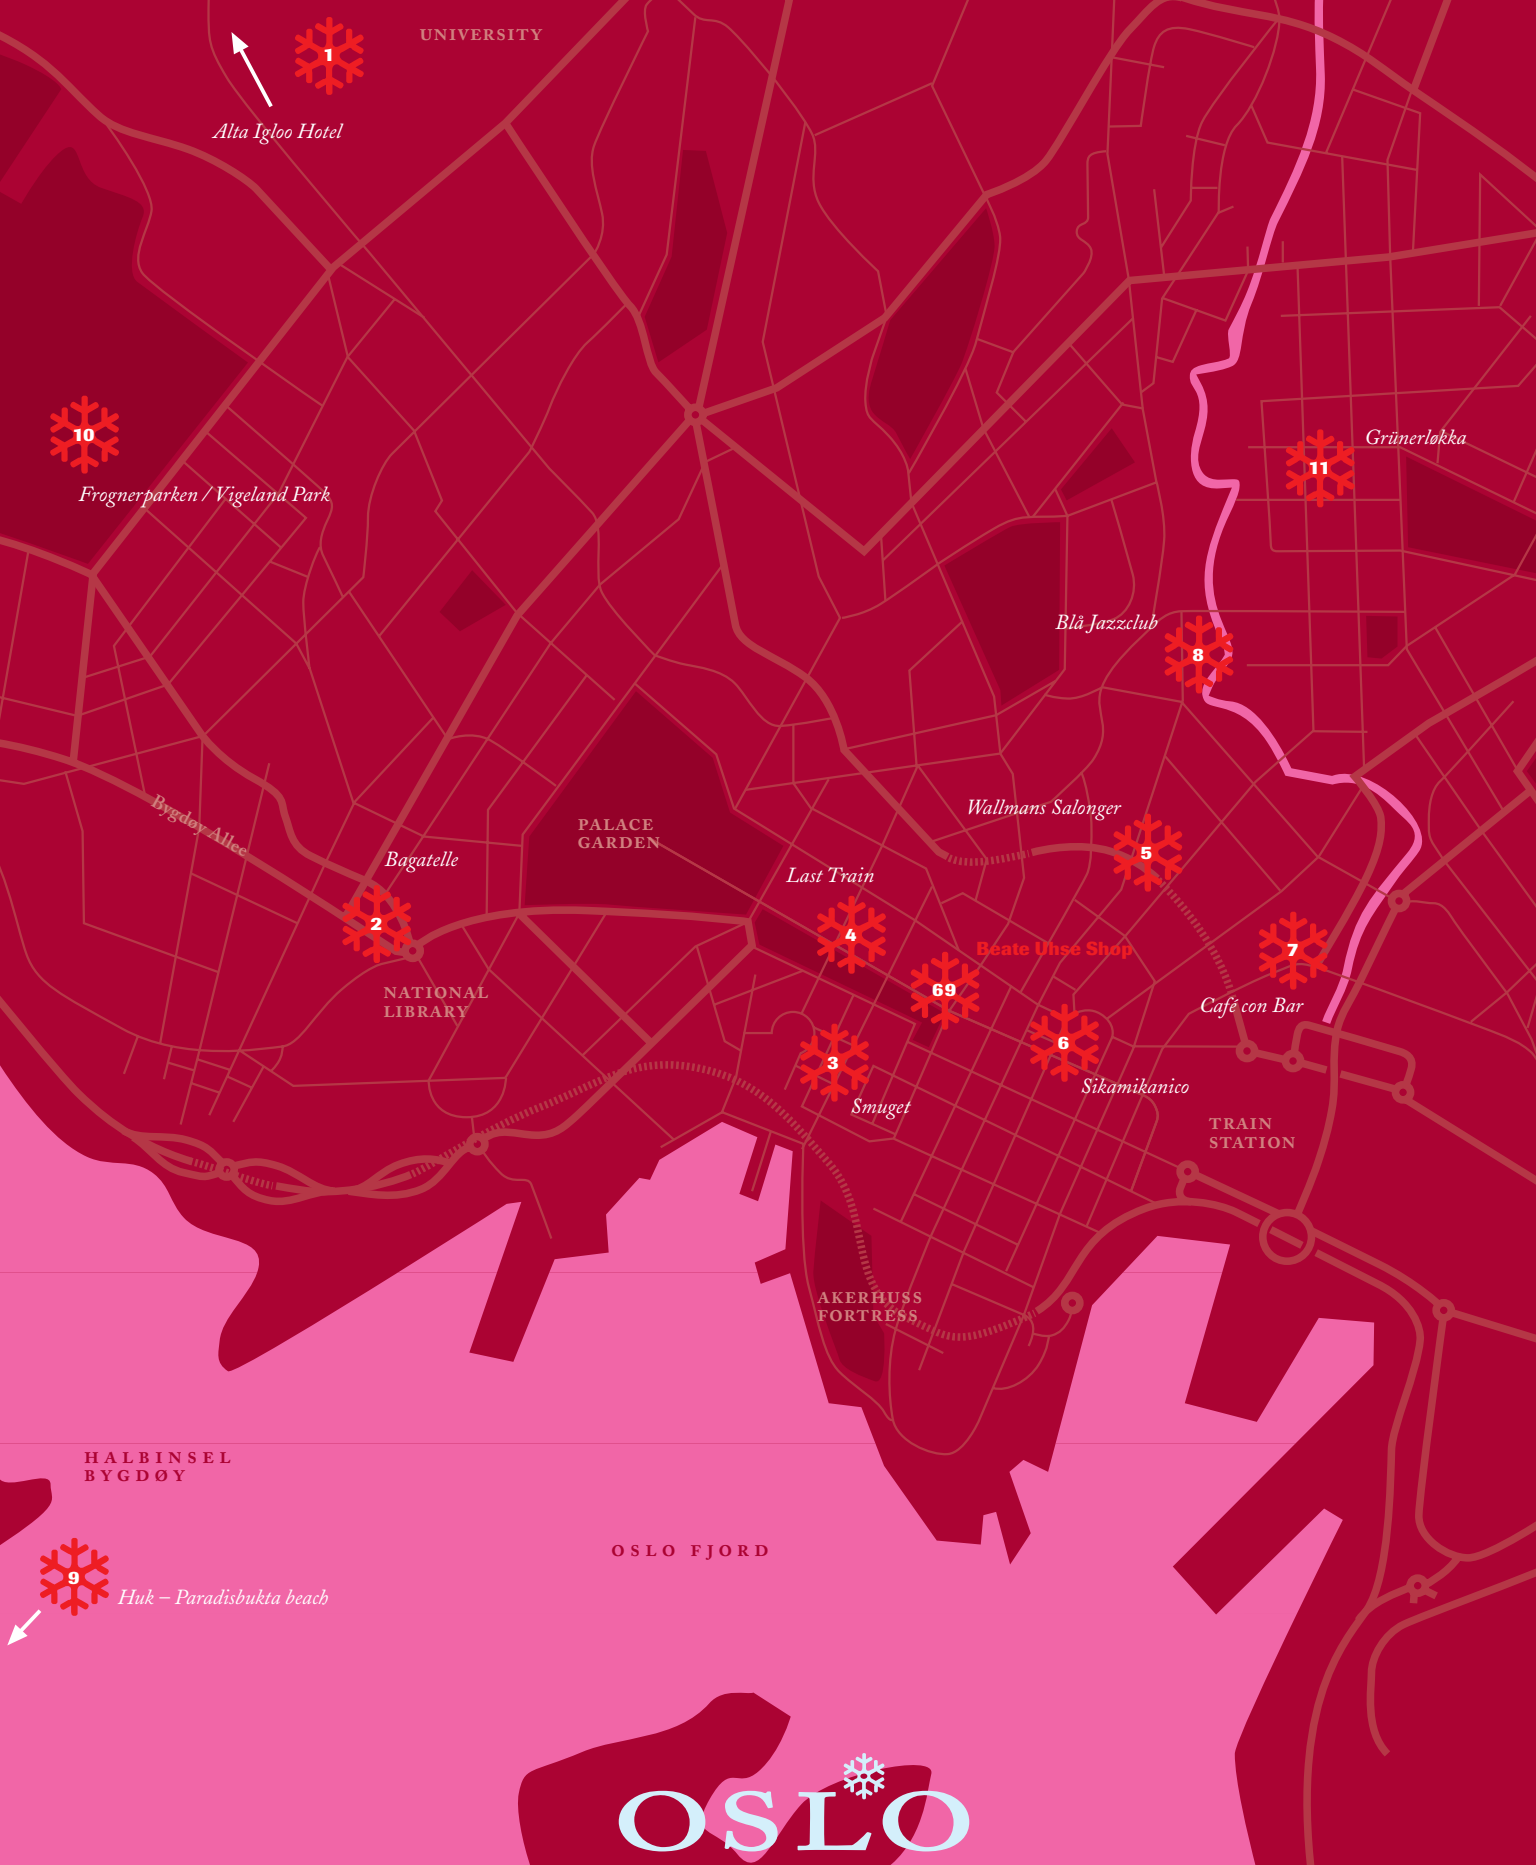 UNIVERSITY
1
Alta Igloo Hotel
10
Frognerparken / Vigeland Park
Grünerløkka
11
Blå Jazzclub
8
Bygdøy Allee
PALACE
GARDEN
Wallmans Salonger
5
Bagatelle
2
Last Train
4
Beate Uhse Shop
69
7
Café con Bar
NATIONAL
LIBRARY
3
Smuget
6
Sikamikanico
TRAIN
STATION
AKERHUSS
FORTRESS
HALBINSEL
BYGDØY
OSLO FJORD
9
Huk – Paradisbukta beach
OSLO